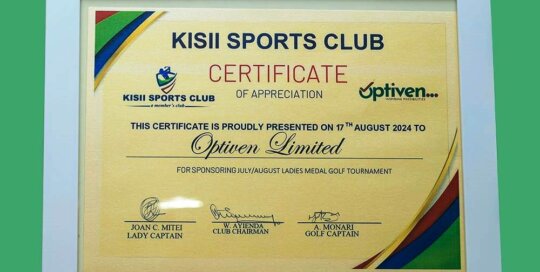 KISII SPORTS CLUB
CERTIFICATE
OF APPRECIATION
KISII SPORTS CLUB
a member's club
Optiven...
INSPIRING POSSIBILITIES
THIS CERTIFICATE IS PROUDLY PRESENTED ON 17TH AUGUST 2024 TO
Optiven Limited
FOR SPONSORING JULY/AUGUST LADIES MEDAL GOLF TOURNAMENT
JOAN C. MITEI
LADY CAPTAIN
W. AYIENDA
CLUB CHAIRMAN
A. MONARI
GOLF CAPTAIN